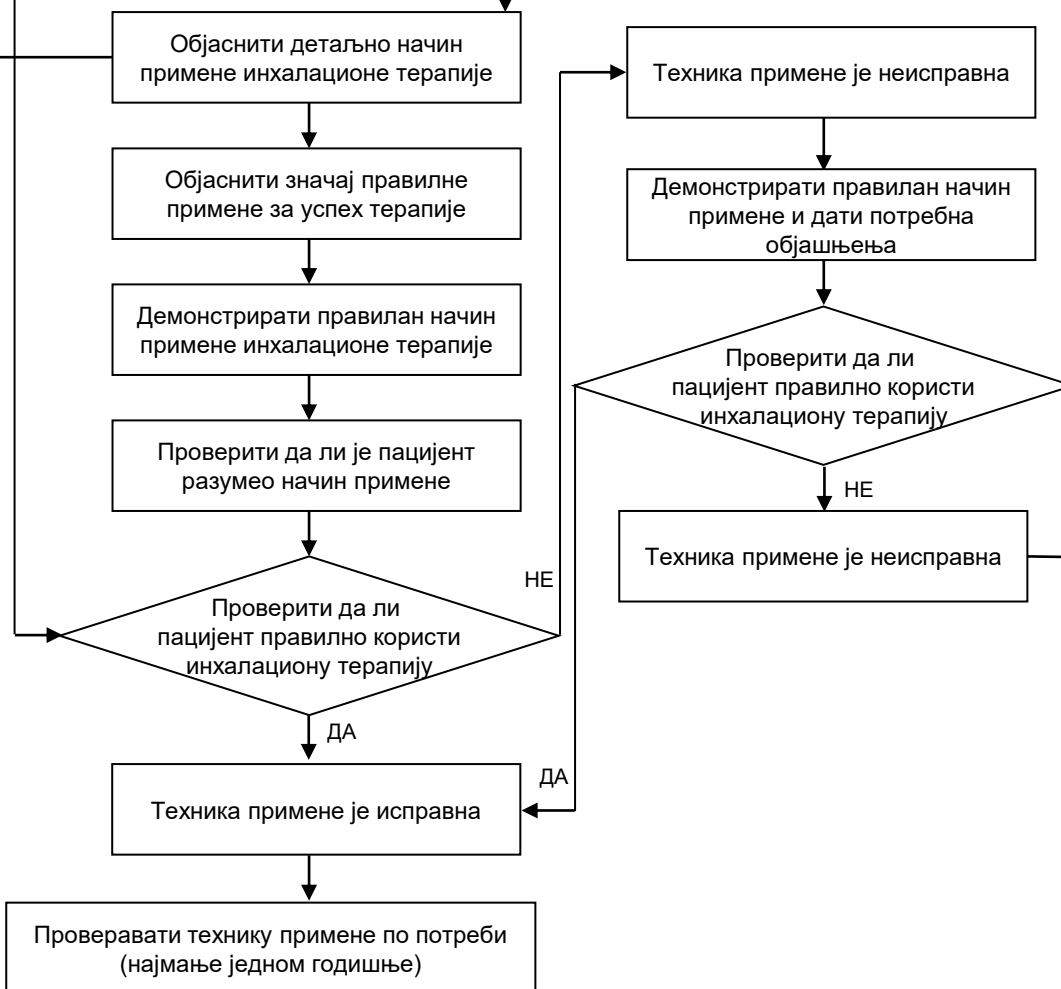 Објаснити детаљно начин
примене инхалационе терапије
Објаснити значај правилне
примене за успех терапије
Демонстрирати правилан начин
примене инхалационе терапије
Проверити да ли је пацијент
разумео начин примене
Проверити да ли
пацијент правилно користи
инхалациону терапију
НЕ
ДА
Техника примене је исправна
Проверавати технику примене по потреби
(најмање једном годишње)
Техника примене је неисправна
Демонстрирати правилан начин
примене и дати потребна
објашњења
Проверити да ли
пацијент правилно користи
инхалациону терапију
НЕ
ДА
Техника примене је неисправна